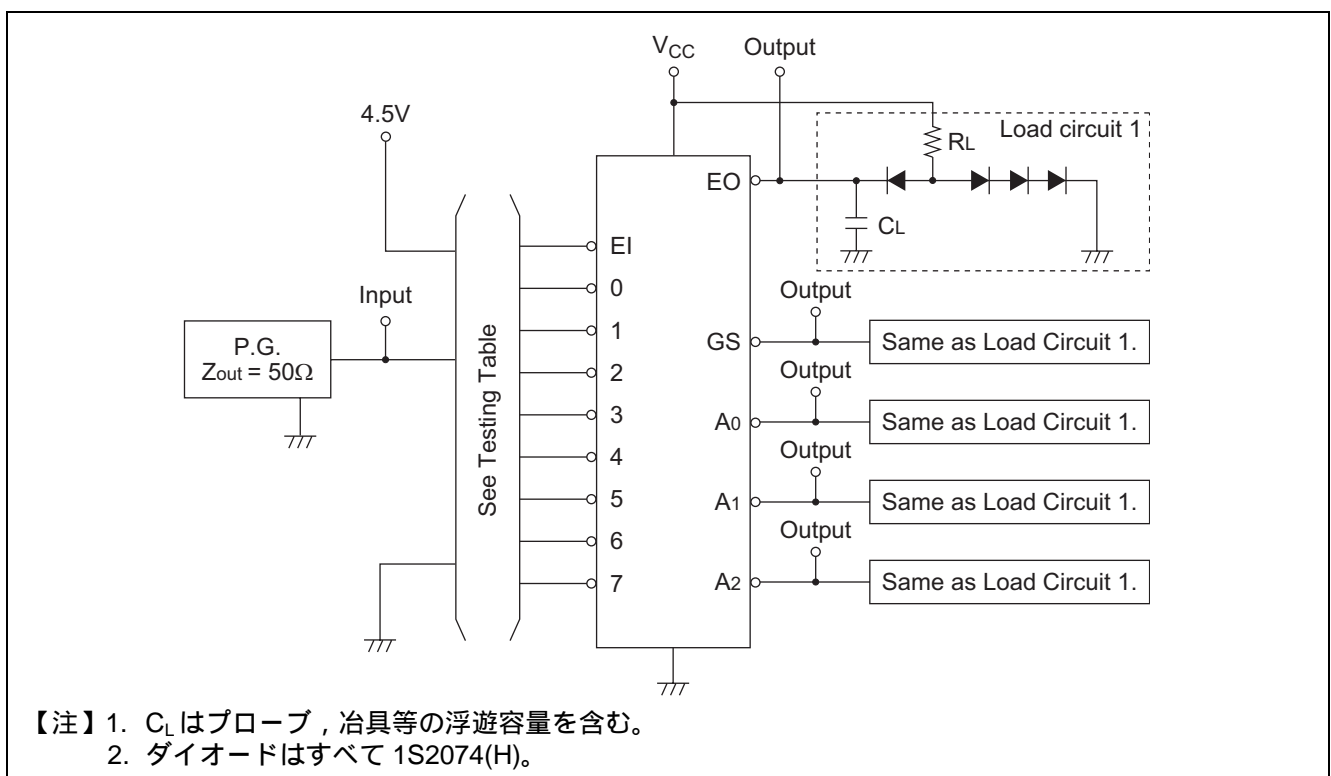 VCC
Output
4.5V
Load circuit 1
RL
EO
CL
EI
0
Input
Output
1
P.G.
Zout = 50Ω
GS
Same as Load Circuit 1.
2
Output
See Testing Table
3
A0
Same as Load Circuit 1.
4
Output
5
A1
Same as Load Circuit 1.
6
Output
7
A2
Same as Load Circuit 1.
【注】1. CLはプローブ,冶具等の浮遊容量を含む。
2. ダイオードはすべて 1S2074(H)。